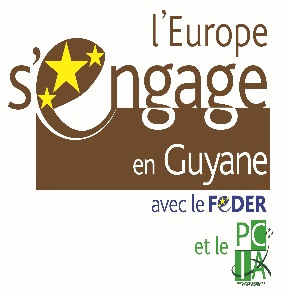 l'Europe
s'engage
en Guyane
avec le FEDER
et le PC
IA